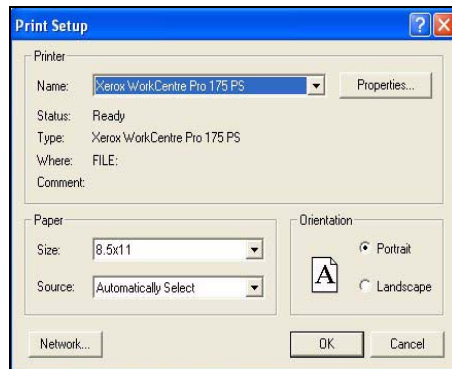 Print Setup
Printer
Name: Xerox WorkCentre Pro 175 PS Properties...
Status: Ready
Type: Xerox WorkCentre Pro 175 PS
Where: FILE:
Comment:
Paper
Size: 8.5x11
Source: Automatically Select
Orientation
A
Portrait
Landscape
Network... OK Cancel